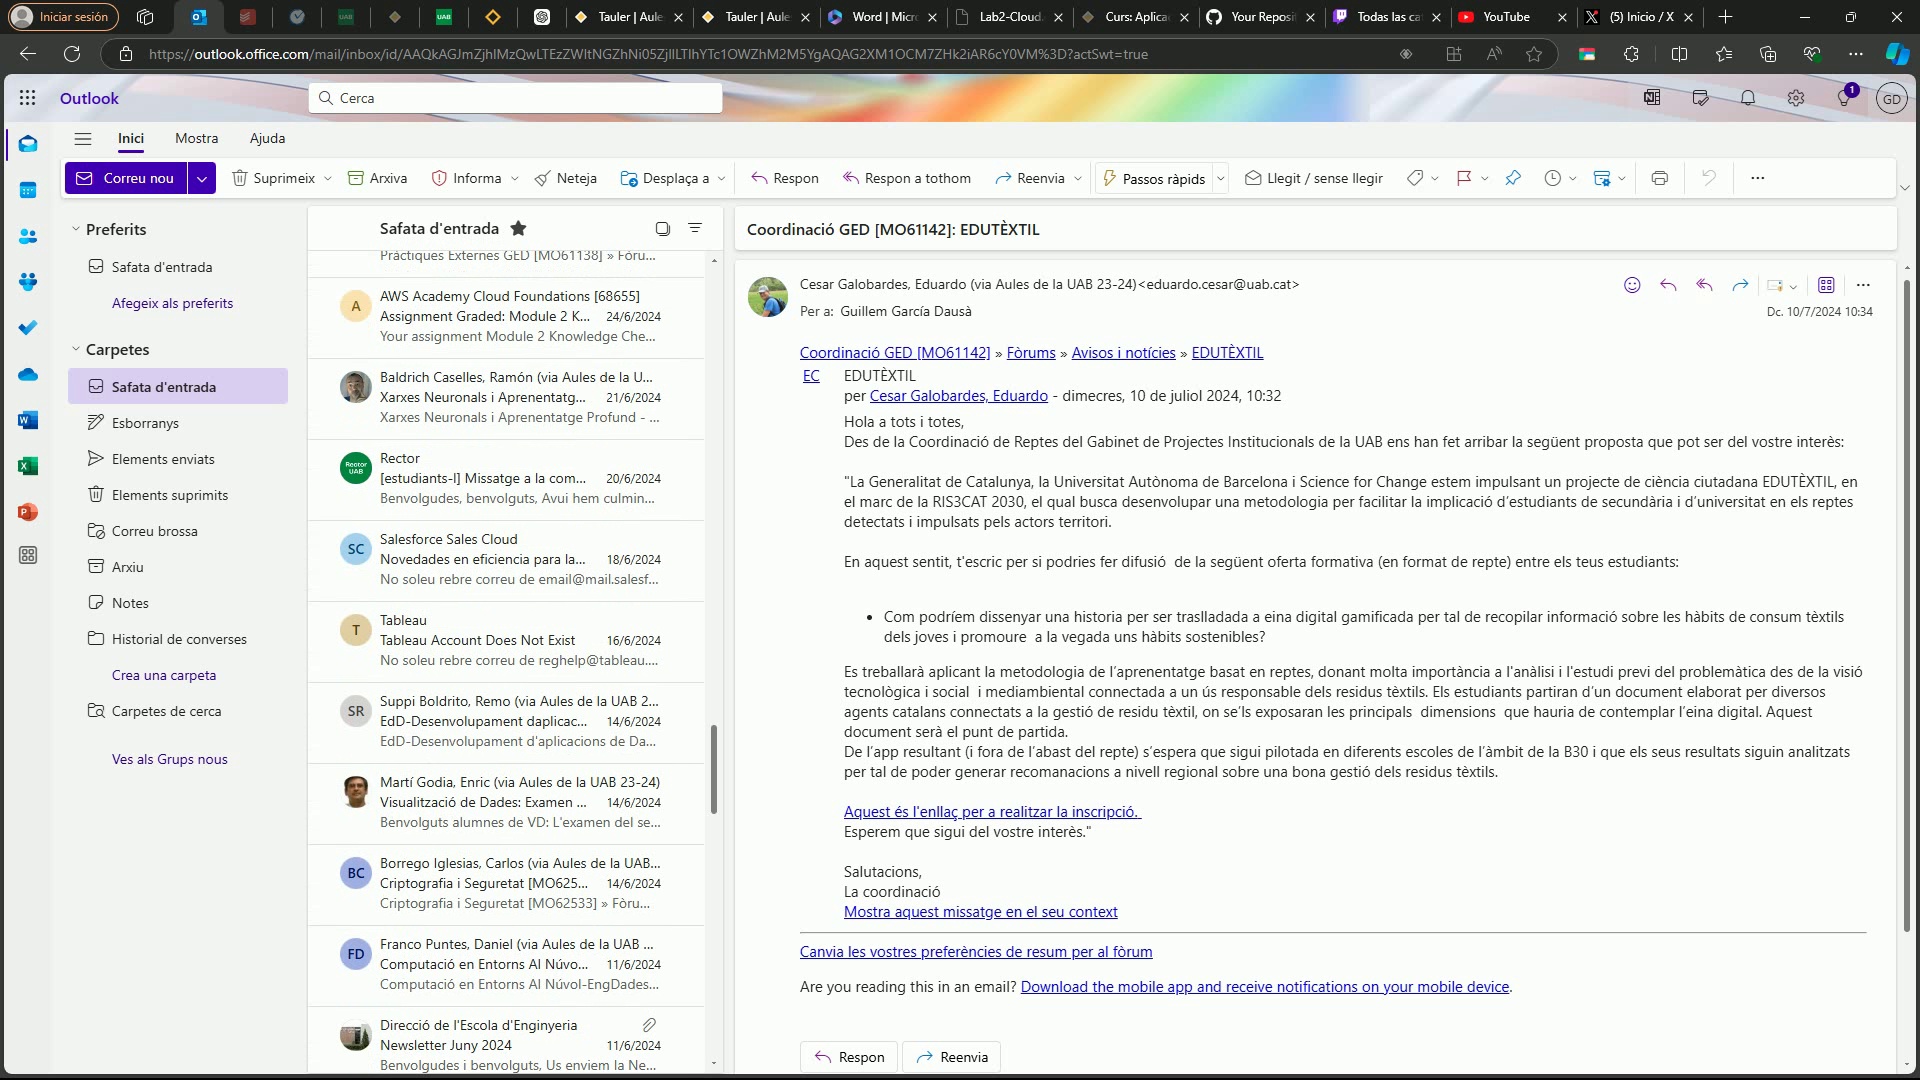 Iniciar sesión
Tauler | Aule
Tauler | Aule
Word | Micr
Lab2-Cloud
Curs: Aplica
Your Reposi
Todas las ca
YouTube
(5) Inicio / X
https://outlook.office.com/mail/inbox/id/AAQkAGJmZjhlMzQwLTEzZWItNGZhNi05ZjllLTlhYTc1OWZhM2M5YgAQAG2XM1OCM7ZHk2iAR6cY0VM%3D?actSwt=true
Outlook
Cerca
1
GD
Inici
Mostra
Ajuda
Correu nou
Suprimeix
Arxiva
Informa
Neteja
Desplaça a
Respon
Respon a tothom
Reenvia
Passos ràpids
Llegit / sense llegir
Preferits
Safata d'entrada
Afegeix als preferits
Carpetes
Safata d'entrada
Esborranys
Elements enviats
Elements suprimits
Correu brossa
Arxiu
Notes
Historial de converses
Crea una carpeta
Carpetes de cerca
Ves als Grups nous
Safata d'entrada
Pràctiques Externes GED [MO61138] » Fòru...
A
AWS Academy Cloud Foundations [68655]
Assignment Graded: Module 2 K... 24/6/2024
Your assignment Module 2 Knowledge Che...
Baldrich Caselles, Ramón (via Aules de la U...
Xarxes Neuronals i Aprenentatg... 21/6/2024
Xarxes Neuronals i Aprenentatge Profund - ...
Rector UAB
Rector
[estudiants-l] Missatge a la com... 20/6/2024
Benvolgudes, benvolguts, Avui hem culmin...
SC
Salesforce Sales Cloud
Novedades en eficiencia para la... 18/6/2024
No soleu rebre correu de email@mail.salesf...
T
Tableau
Tableau Account Does Not Exist 16/6/2024
No soleu rebre correu de reghelp@tableau....
SR
Suppi Boldrito, Remo (via Aules de la UAB 2...
EdD-Desenvolupament daplicac... 14/6/2024
EdD-Desenvolupament d'aplicacions de Da...
Martí Godia, Enric (via Aules de la UAB 23-24)
Visualització de Dades: Examen ... 14/6/2024
Benvolguts alumnes de VD: L'examen del se...
BC
Borrego Iglesias, Carlos (via Aules de la UAB...
Criptografia i Seguretat [MO625... 14/6/2024
Criptografia i Seguretat [MO62533] » Fòru...
FD
Franco Puntes, Daniel (via Aules de la UAB ...
Computació en Entorns Al Núvo... 11/6/2024
Computació en Entorns Al Núvol-EngDades...
Direcció de l'Escola d'Enginyeria
Newsletter Juny 2024 11/6/2024
Benvolgudes i benvolguts, Us enviem la Ne...
Coordinació GED [MO61142]: EDUTÈXTIL
Cesar Galobardes, Eduardo (via Aules de la UAB 23-24)<eduardo.cesar@uab.cat>
Per a: Guillem García Dausà
Dc. 10/7/2024 10:34
Coordinació GED [MO61142] » Fòrums » Avisos i notícies » EDUTÈXTIL
EC
EDUTÈXTIL
per Cesar Galobardes, Eduardo - dimecres, 10 de juliol 2024, 10:32
Hola a tots i totes,
Des de la Coordinació de Reptes del Gabinet de Projectes Institucionals de la UAB ens han fet arribar la següent proposta que pot ser del vostre interès:
"La Generalitat de Catalunya, la Universitat Autònoma de Barcelona i Science for Change estem impulsant un projecte de ciència ciutadana EDUTÈXTIL, en
el marc de la RIS3CAT 2030, el qual busca desenvolupar una metodologia per facilitar la implicació d'estudiants de secundària i d'universitat en els reptes
detectats i impulsats pels actors territori.
En aquest sentit, t'escric per si podries fer difusió de la següent oferta formativa (en format de repte) entre els teus estudiants:
• Com podríem dissenyar una historia per ser traslladada a eina digital gamificada per tal de recopilar informació sobre les hàbits de consum tèxtils
dels joves i promoure a la vegada uns hàbits sostenibles?
Es treballarà aplicant la metodologia de l'aprenentatge basat en reptes, donant molta importància a l'anàlisi i l'estudi previ del problemàtica des de la visió
tecnològica i social i mediambiental connectada a un ús responsable dels residus tèxtils. Els estudiants partiran d'un document elaborat per diversos
agents catalans connectats a la gestió de residu tèxtil, on se'ls exposaran les principals dimensions que hauria de contemplar l'eina digital. Aquest
document serà el punt de partida.
De l'app resultant (i fora de l'abast del repte) s'espera que sigui pilotada en diferents escoles de l'àmbit de la B30 i que els seus resultats siguin analitzats
per tal de poder generar recomanacions a nivell regional sobre una bona gestió dels residus tèxtils.
Aquest és l'enllaç per a realitzar la inscripció.
Esperem que sigui del vostre interès."
Salutacions,
La coordinació
Mostra aquest missatge en el seu context
Canvia les vostres preferències de resum per al fòrum
Are you reading this in an email? Download the mobile app and receive notifications on your mobile device.
Respon
Reenvia